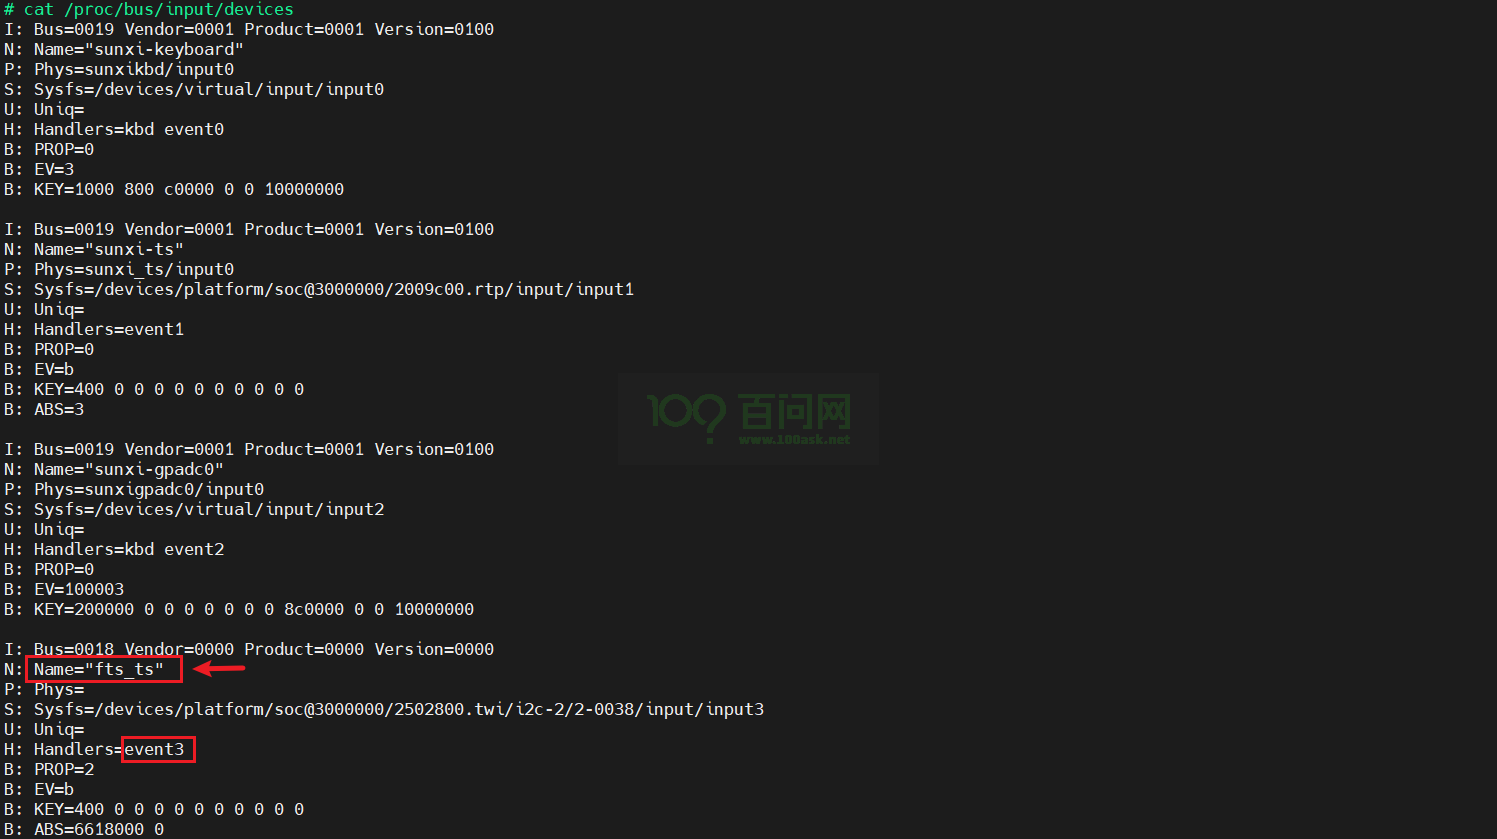 # cat /proc/bus/input/devices
I: Bus=0019 Vendor=0001 Product=0001 Version=0100
N: Name="sunxi-keyboard"
P: Phys=sunxikbd/input0
S: Sysfs=/devices/virtual/input/input0
U: Uniq=
H: Handlers=kbd event0
B: PROP=0
B: EV=3
B: KEY=1000 800 c0000 0 0 10000000

I: Bus=0019 Vendor=0001 Product=0001 Version=0100
N: Name="sunxi-ts"
P: Phys=sunxi_ts/input0
S: Sysfs=/devices/platform/soc@3000000/2009c00.rtp/input/input1
U: Uniq=
H: Handlers=event1
B: PROP=0
B: EV=b
B: KEY=400 0 0 0 0 0 0 0 0 0 0
B: ABS=3
百问网
www.100ask.net

I: Bus=0019 Vendor=0001 Product=0001 Version=0100
N: Name="sunxi-gpadc0"
P: Phys=sunxigpadc0/input0
S: Sysfs=/devices/virtual/input/input2
U: Uniq=
H: Handlers=kbd event2
B: PROP=0
B: EV=100003
B: KEY=200000 0 0 0 0 0 0 0 8c0000 0 0 10000000

I: Bus=0018 Vendor=0000 Product=0000 Version=0000
N: Name="fts_ts"
P: Phys=
S: Sysfs=/devices/platform/soc@3000000/2502800.twi/i2c-2/2-0038/input/input3
U: Uniq=
H: Handlers=event3
B: PROP=2
B: EV=b
B: KEY=400 0 0 0 0 0 0 0 0 0 0
B: ABS=6618000 0